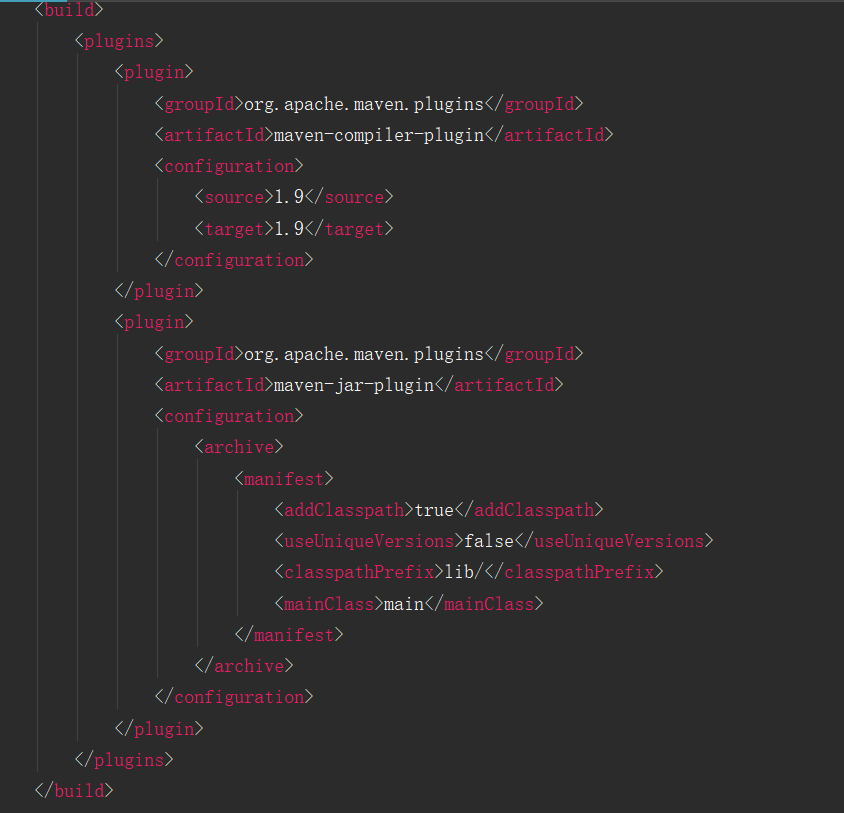 <build>
<plugins>
<plugin>
<groupId>org.apache.maven.plugins</groupId>
<artifactId>maven-compiler-plugin</artifactId>
<configuration>
<source>1.9</source>
<target>1.9</target>
</configuration>
</plugin>
<plugin>
<groupId>org.apache.maven.plugins</groupId>
<artifactId>maven-jar-plugin</artifactId>
<configuration>
<archive>
<manifest>
<addClasspath>true</addClasspath>
<useUniqueVersions>false</useUniqueVersions>
<classpathPrefix>lib/</classpathPrefix>
<mainClass>main</mainClass>
</manifest>
</archive>
</configuration>
</plugin>
</plugins>
</build>